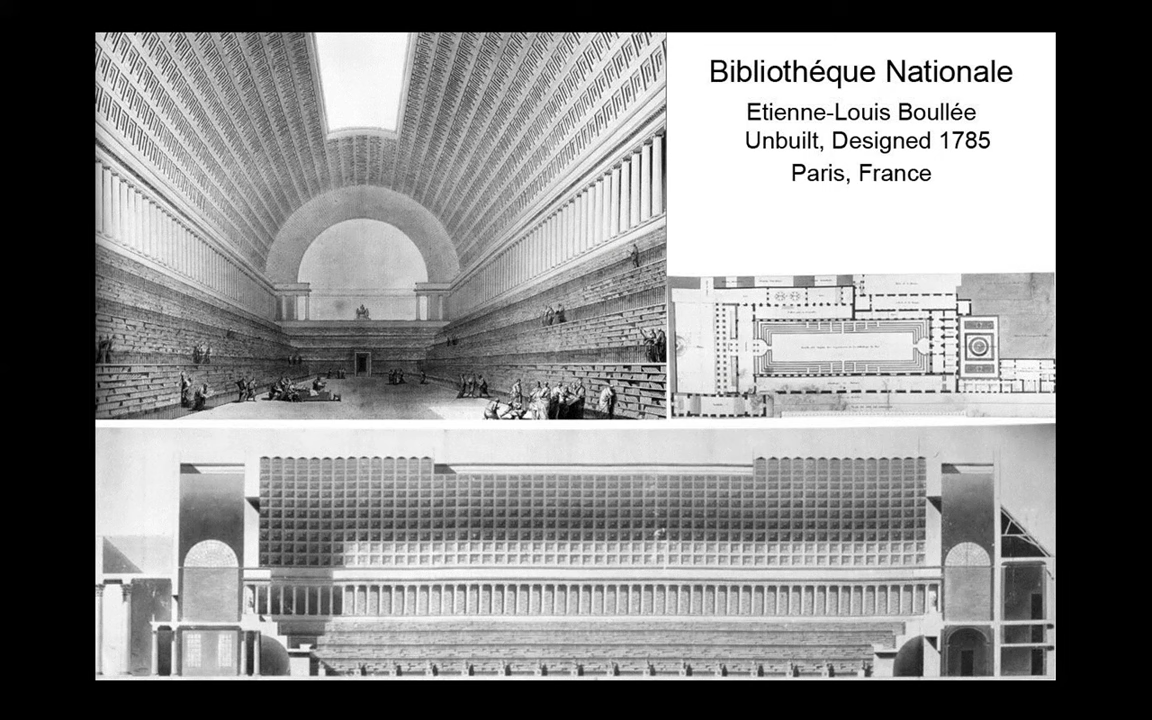 Bibliothéque Nationale
Etienne-Louis Boullée
Unbuilt, Designed 1785
Paris, France